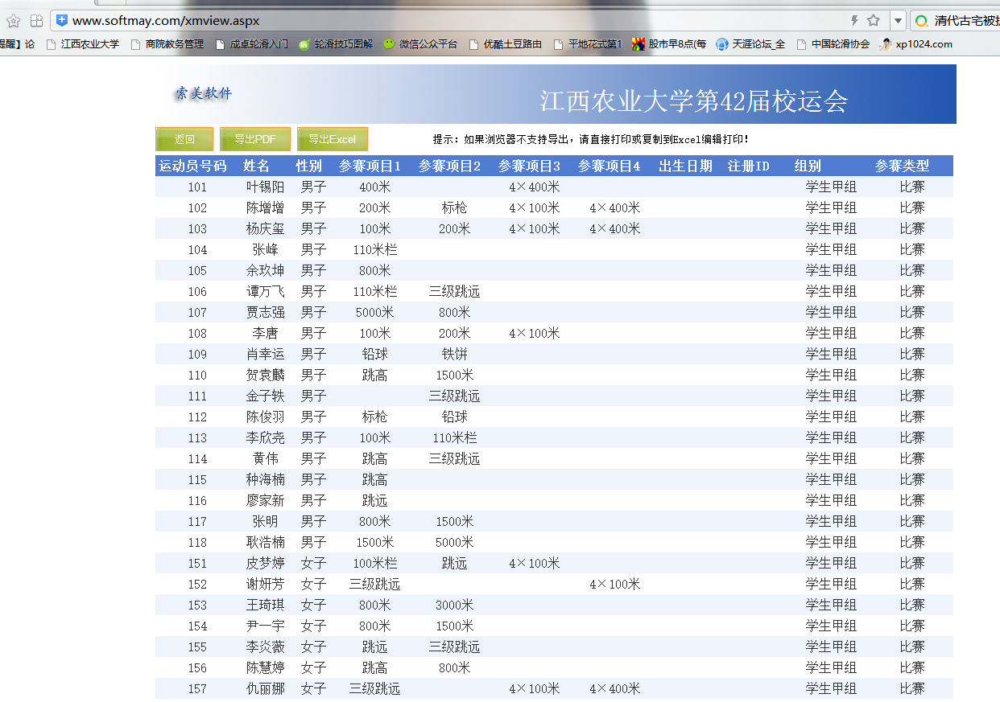 www.softmay.com/xmview.aspx 清代古宅被
醒】论 江西农业大学 商院教务管理 成卓轮滑入门 轮滑技巧图解 微信公众平台 优酷土豆路由 平地花式第1 股市早8点(每 天涯论坛_全 中国轮滑协会 xp1024.com
索美软件
江西农业大学第42届校运会
返回 导出PDF 导出Excel 提示：如果浏览器不支持导出，请直接打印或复制到Excel编辑打印！
运动员号码 姓名 性别 参赛项目1 参赛项目2 参赛项目3 参赛项目4 出生日期 注册ID 组别 参赛类型
101 叶锡阳 男子 400米 4×400米 学生甲组 比赛
102 陈增增 男子 200米 标枪 4×100米 4×400米 学生甲组 比赛
103 杨庆玺 男子 100米 200米 4×100米 4×400米 学生甲组 比赛
104 张峰 男子 110米栏 学生甲组 比赛
105 余玖坤 男子 800米 学生甲组 比赛
106 谭万飞 男子 110米栏 三级跳远 学生甲组 比赛
107 贾志强 男子 5000米 800米 学生甲组 比赛
108 李唐 男子 100米 200米 4×100米 学生甲组 比赛
109 肖幸运 男子 铅球 铁饼 学生甲组 比赛
110 贺袁麟 男子 跳高 1500米 学生甲组 比赛
111 金子轶 男子 三级跳远 学生甲组 比赛
112 陈俊羽 男子 标枪 铅球 学生甲组 比赛
113 李欣尧 男子 100米 110米栏 学生甲组 比赛
114 黄伟 男子 跳高 三级跳远 学生甲组 比赛
115 种海楠 男子 跳高 学生甲组 比赛
116 廖家新 男子 跳远 学生甲组 比赛
117 张明 男子 800米 1500米 学生甲组 比赛
118 耿浩楠 男子 1500米 5000米 学生甲组 比赛
151 皮梦婷 女子 100米栏 跳远 4×100米 学生甲组 比赛
152 谢妍芳 女子 三级跳远 4×100米 学生甲组 比赛
153 王琦琪 女子 800米 3000米 学生甲组 比赛
154 尹一宇 女子 800米 1500米 学生甲组 比赛
155 李炎薇 女子 跳远 三级跳远 学生甲组 比赛
156 陈慧婷 女子 跳高 800米 学生甲组 比赛
157 仇丽娜 女子 三级跳远 4×100米 4×400米 学生甲组 比赛